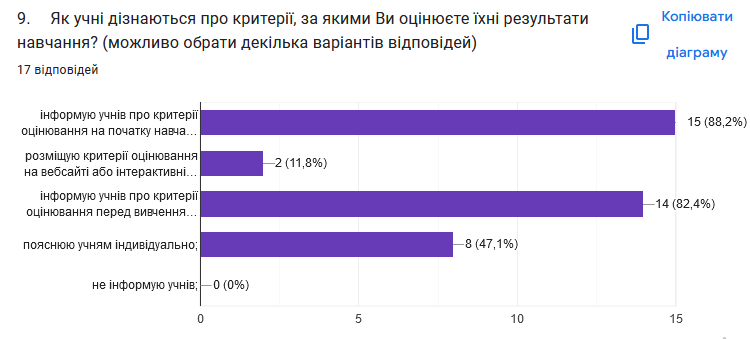 9. Як учні дізнаються про критерії, за якими Ви оцінюєте їхні результати
навчання? (можливо обрати декілька варіантів відповідей)
Копіювати
діаграму
17 відповідей
інформую учнів про критерії
оцінювання на початку навча…
15 (88,2%)
розміщую критерії оцінювання
на вебсайті або інтерактивні…
2 (11,8%)
інформую учнів про критерії
оцінювання перед вивчення…
14 (82,4%)
пояснюю учням індивідуально;
8 (47,1%)
не інформую учнів;
0 (0%)
0 5 10 15